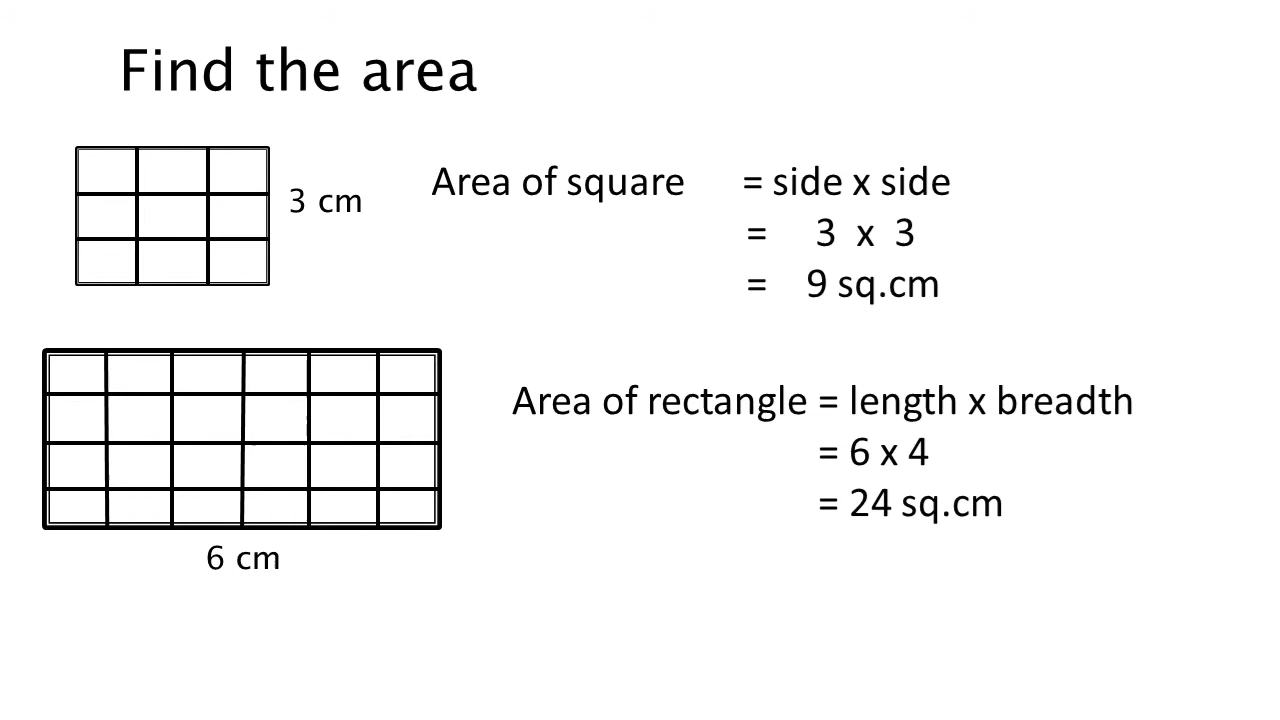 Find the area
3 cm
Area of square = side x side
= 3 x 3
= 9 sq.cm
Area of rectangle = length x breadth
= 6 x 4
= 24 sq.cm
6 cm